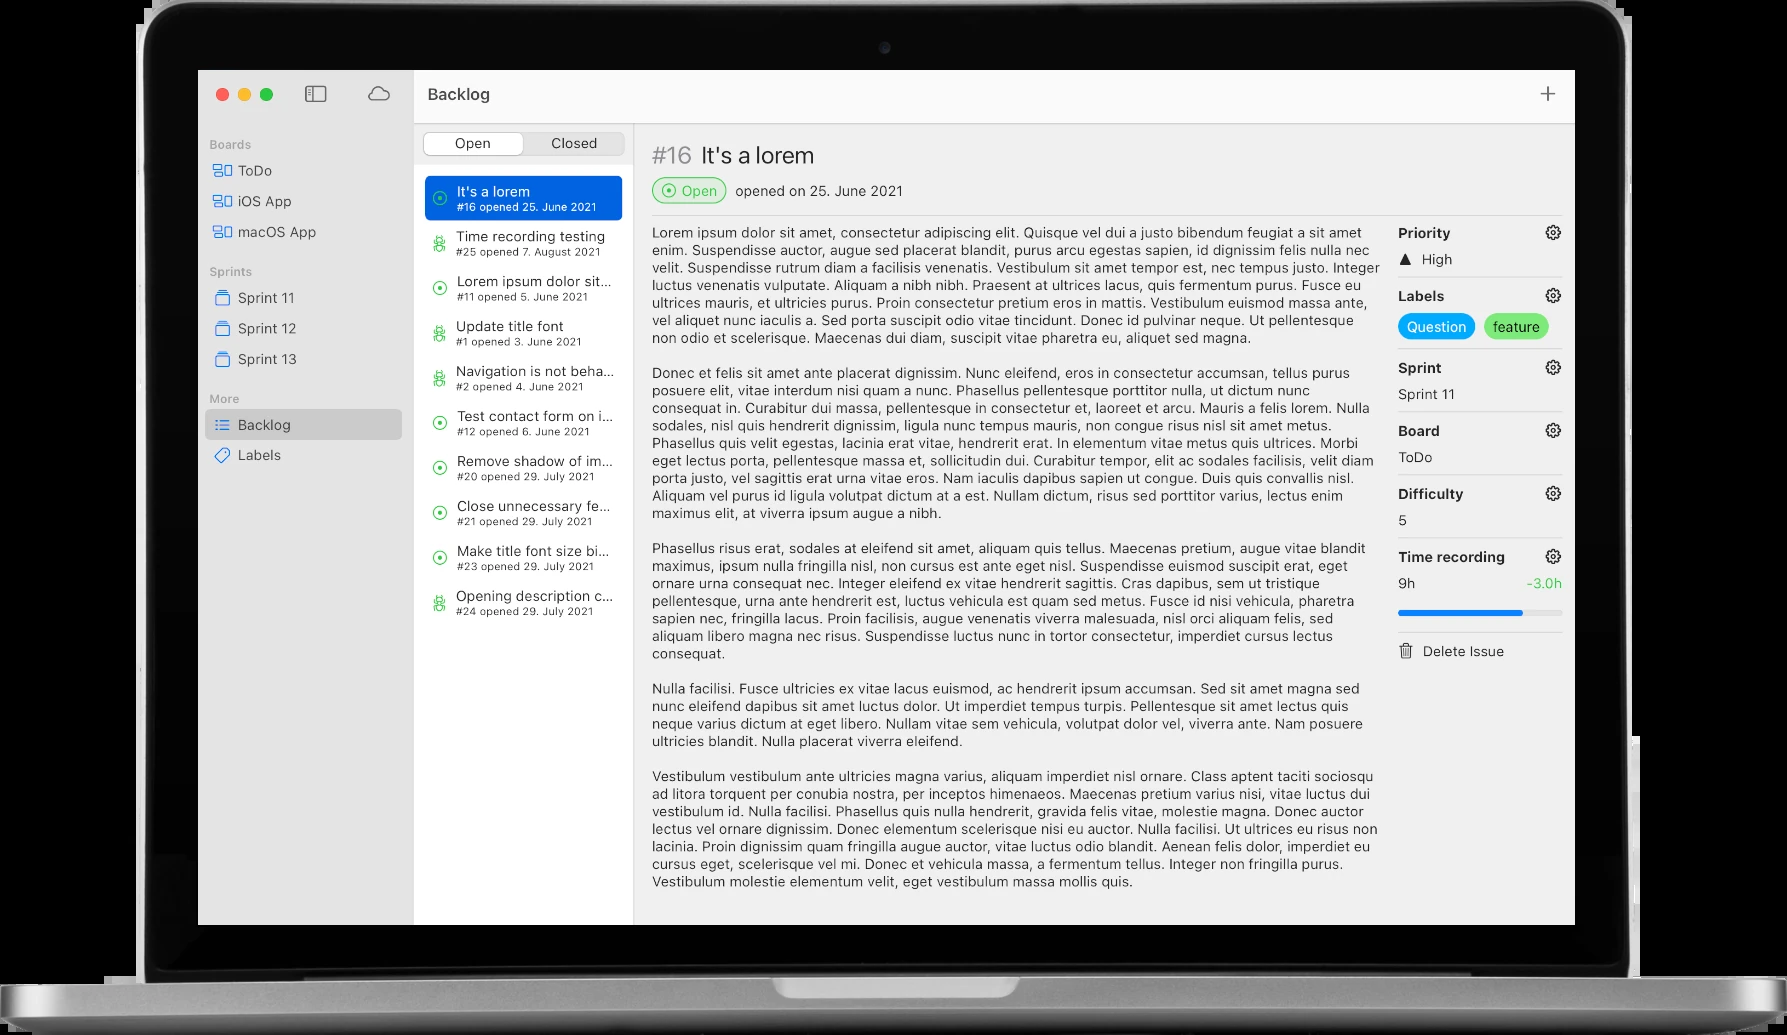 Backlog
Boards
ToDo
iOS App
macOS App
Sprints
Sprint 11
Sprint 12
Sprint 13
More
Backlog
Labels
Open
Closed
It's a lorem
#16 opened 25. June 2021
Time recording testing
#25 opened 7. August 2021
Lorem ipsum dolor sit...
#11 opened 5. June 2021
Update title font
#1 opened 3. June 2021
Navigation is not beha...
#2 opened 4. June 2021
Test contact form on i...
#12 opened 6. June 2021
Remove shadow of im...
#20 opened 29. July 2021
Close unnecessary fe...
#21 opened 29. July 2021
Make title font size bi...
#23 opened 29. July 2021
Opening description c...
#24 opened 29. July 2021
#16 It's a lorem
Open opened on 25. June 2021
Lorem ipsum dolor sit amet, consectetur adipiscing elit. Quisque vel dui a justo bibendum feugiat a sit amet
enim. Suspendisse auctor, augue sed placerat blandit, purus arcu egestas sapien, id dignissim felis nulla nec
velit. Suspendisse rutrum diam a facilisis venenatis. Vestibulum sit amet tempor est, nec tempus justo. Integer
luctus venenatis vulputate. Aliquam a nibh nibh. Praesent at ultrices lacus, quis fermentum purus. Fusce eu
ultrices mauris, et ultricies purus. Proin consectetur pretium eros in mattis. Vestibulum euismod massa ante,
vel aliquet nunc iaculis a. Sed porta suscipit odio vitae tincidunt. Donec id pulvinar neque. Ut pellentesque
non odio et scelerisque. Maecenas dui diam, suscipit vitae pharetra eu, aliquet sed magna.
Donec et felis sit amet ante placerat dignissim. Nunc eleifend, eros in consectetur accumsan, tellus purus
posuere elit, vitae interdum nisi quam a nunc. Phasellus pellentesque porttitor nulla, ut dictum nunc
consequat in. Curabitur dui massa, pellentesque in consectetur et, laoreet et arcu. Mauris a felis lorem. Nulla
sodales, nisl quis hendrerit dignissim, ligula nunc tempus mauris, non congue risus nisl sit amet metus.
Phasellus quis velit egestas, lacinia erat vitae, hendrerit erat. In elementum vitae metus quis ultrices. Morbi
eget lectus porta, pellentesque massa et, sollicitudin dui. Curabitur tempor, elit ac sodales facilisis, velit diam
porta justo, vel sagittis erat urna vitae eros. Nam iaculis dapibus sapien ut congue. Duis quis convallis nisl.
Aliquam vel purus id ligula volutpat dictum at a est. Nullam dictum, risus sed porttitor varius, lectus enim
maximus elit, at viverra ipsum augue a nibh.
Phasellus risus erat, sodales at eleifend sit amet, aliquam quis tellus. Maecenas pretium, augue vitae blandit
maximus, ipsum nulla fringilla nisl, non cursus est ante eget nisl. Suspendisse euismod suscipit erat, eget
ornare urna consequat nec. Integer eleifend ex vitae hendrerit sagittis. Cras dapibus, sem ut tristique
pellentesque, urna ante hendrerit est, luctus vehicula est quam sed metus. Fusce id nisi vehicula, pharetra
sapien nec, fringilla lacus. Proin facilisis, augue venenatis viverra malesuada, nisl orci aliquam felis, sed
aliquam libero magna nec risus. Suspendisse luctus nunc in tortor consectetur, imperdiet cursus lectus
consequat.
Nulla facilisi. Fusce ultricies ex vitae lacus euismod, ac hendrerit ipsum accumsan. Sed sit amet magna sed
nunc eleifend dapibus sit amet luctus dolor. Ut imperdiet tempus turpis. Pellentesque sit amet lectus quis
neque varius dictum at eget libero. Nullam vitae sem vehicula, volutpat dolor vel, viverra ante. Nam posuere
ultricies blandit. Nulla placerat viverra eleifend.
Vestibulum vestibulum ante ultricies magna varius, aliquam imperdiet nisl ornare. Class aptent taciti sociosqu
ad litora torquent per conubia nostra, per inceptos himenaeos. Maecenas pretium varius nisi, vitae luctus dui
vestibulum id. Nulla facilisi. Phasellus quis nulla hendrerit, gravida felis vitae, molestie magna. Donec auctor
lectus vel ornare dignissim. Donec elementum scelerisque nisi eu auctor. Nulla facilisi. Ut ultrices eu risus non
lacinia. Proin dignissim quam fringilla augue auctor, vitae luctus odio blandit. Aenean felis dolor, imperdiet eu
cursus eget, scelerisque vel mi. Donec et vehicula massa, a fermentum tellus. Integer non fringilla purus.
Vestibulum molestie elementum velit, eget vestibulum massa mollis quis.
Priority
High
Labels
Question feature
Sprint
Sprint 11
Board
ToDo
Difficulty
5
Time recording
9h -3.0h
Delete Issue